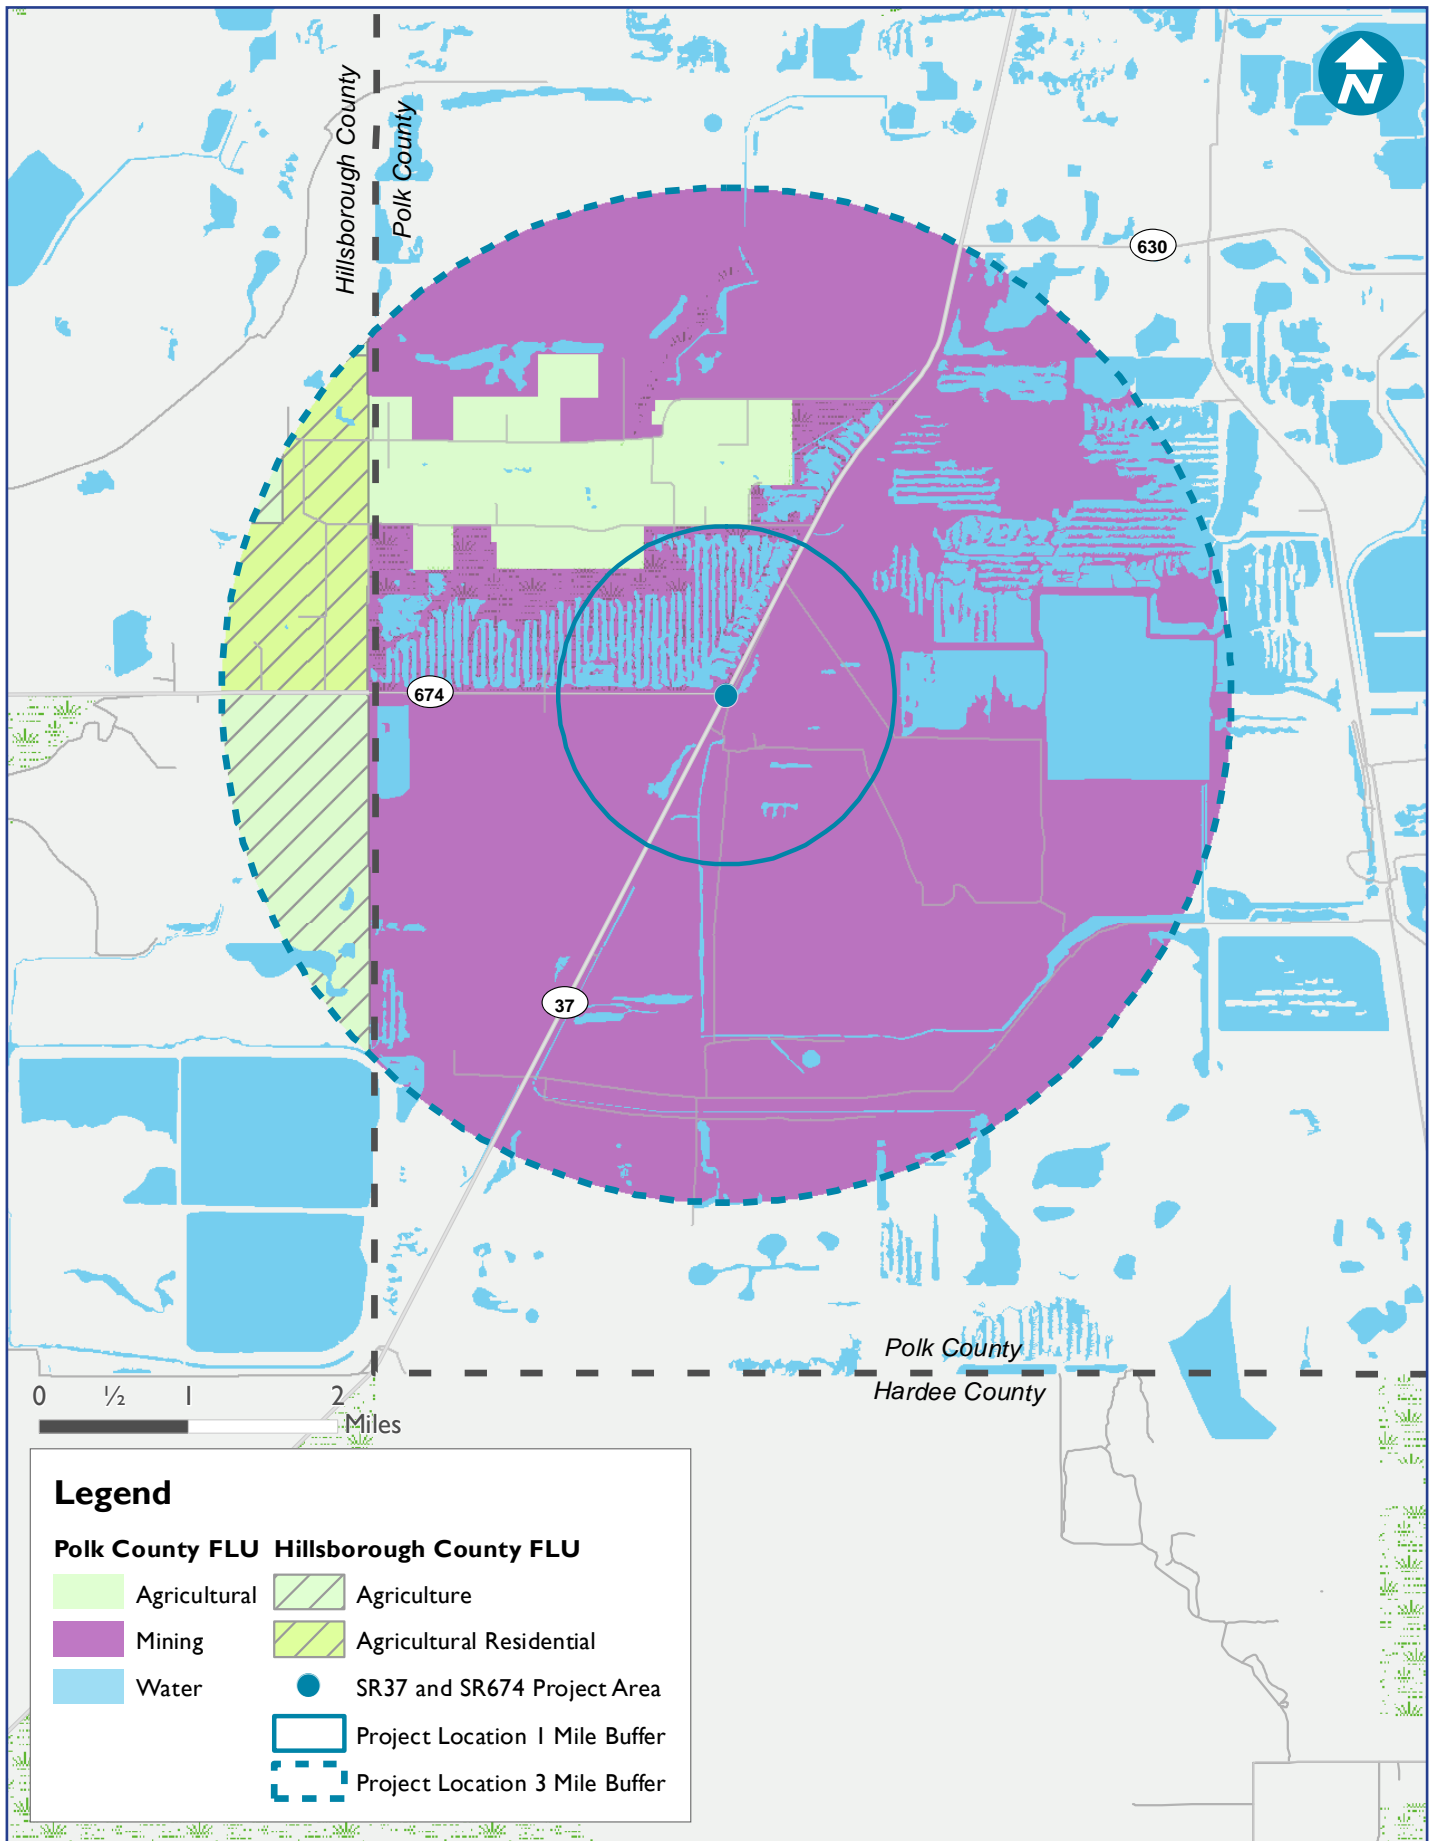 N
Hillsborough County
Polk County
630
674
37
Polk County
Hardee County
0 ½ 1 2
Miles
Legend
Polk County FLU Hillsborough County FLU
Agricultural Agriculture
Mining Agricultural Residential
Water SR37 and SR674 Project Area
Project Location 1 Mile Buffer
Project Location 3 Mile Buffer